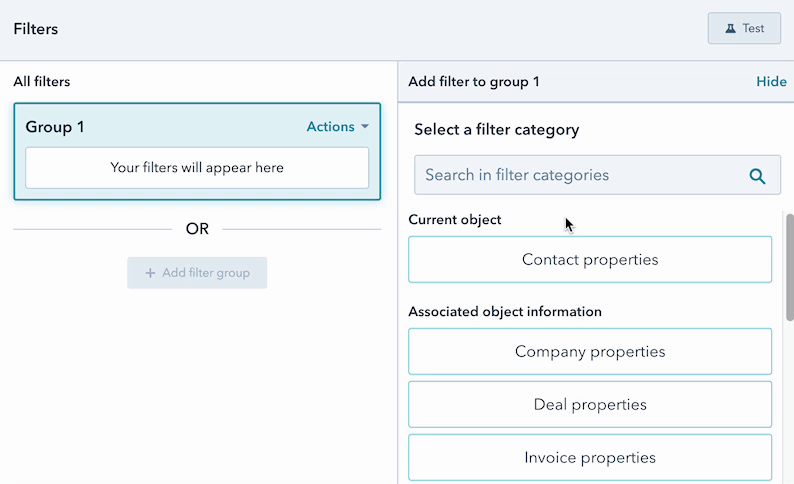 Filters
Test
All filters
Group 1
Actions
Your filters will appear here
OR
+ Add filter group
Add filter to group 1
Hide
Select a filter category
Search in filter categories
Current object
Contact properties
Associated object information
Company properties
Deal properties
Invoice properties